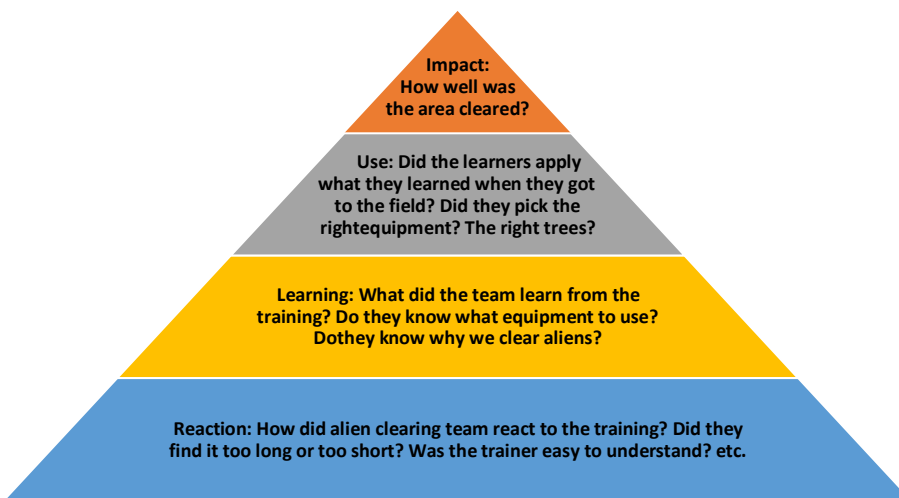 Impact:
How well was
the area cleared?
Use: Did the learners apply
what they learned when they got
to the field? Did they pick the
rightequipment? The right trees?
Learning: What did the team learn from the
training? Do they know what equipment to use?
Dothey know why we clear aliens?
Reaction: How did alien clearing team react to the training? Did they
find it too long or too short? Was the trainer easy to understand? etc.